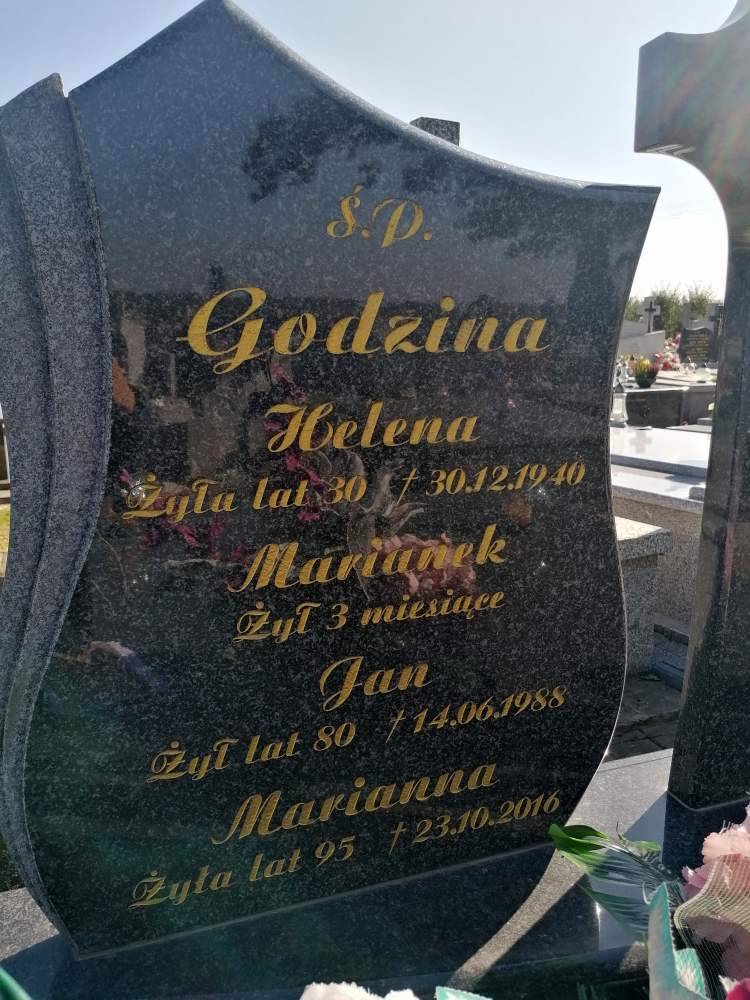 Ś.P.
Godzina
Helena
Żyła lat 30 † 30.12.1940
Marianek
Żył 3 miesiące
Jan
Żył lat 80 † 14.06.1988
Marianna
Żyła lat 95 † 23.10.2016